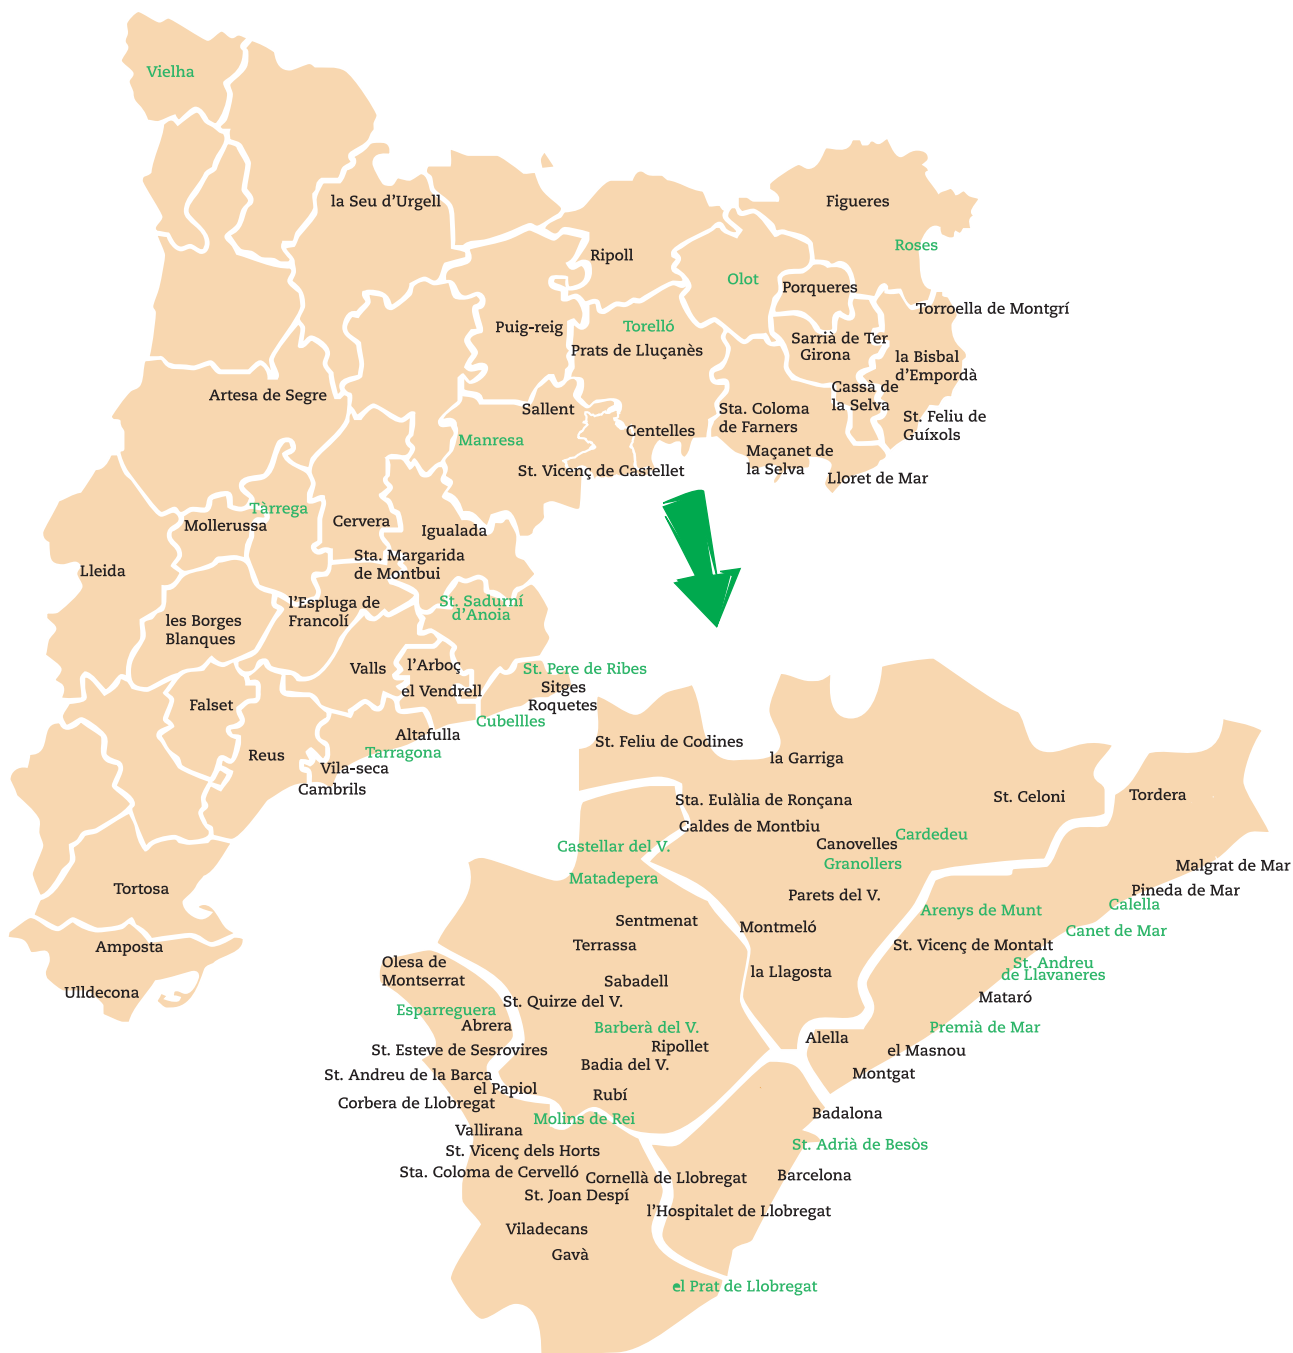 Vielha
la Seu d'Urgell
Figueres
Roses
Ripoll
Olot
Porqueres
Torroella de Montgrí
Puig-reig
Torelló
Prats de Lluçanès
Sarrià de Ter
Girona
la Bisbal
d'Empordà
Artesa de Segre
Cassà de
la Selva
Sallent
Sta. Coloma
de Farners
St. Feliu de
Guíxols
Centelles
Manresa
Maçanet de
la Selva
St. Vicenç de Castellet
Lloret de Mar
Tàrrega
Mollerussa
Cervera
Igualada
Sta. Margarida
de Montbui
Lleida
l'Espluga de
Francolí
St. Sadurní
d'Anoia
les Borges
Blanques
Valls
l'Arboç
St. Pere de Ribes
el Vendrell
Sitges
Roquetes
Falset
Cubellles
Altafulla
Reus
Tarragona
Vila-seca
Cambrils
Tortosa
Amposta
Ulldecona
St. Feliu de Codines
la Garriga
Sta. Eulàlia de Ronçana
St. Celoni
Tordera
Caldes de Montbiu
Cardedeu
Canovelles
Castellar del V.
Granollers
Malgrat de Mar
Matadepera
Parets del V.
Pineda de Mar
Calella
Arenys de Munt
Sentmenat
Montmeló
Canet de Mar
Terrassa
St. Vicenç de Montalt
Olesa de
Montserrat
St. Andreu
de Llavaneres
la Llagosta
Sabadell
Mataró
St. Quirze del V.
Esparreguera
Abrera
Barberà del V.
Premià de Mar
Alella
Ripollet
St. Esteve de Sesrovires
el Masnou
Badia del V.
St. Andreu de la Barca
Montgat
el Papiol
Rubí
Corbera de Llobregat
Badalona
Molins de Rei
Vallirana
St. Adrià de Besòs
St. Vicenç dels Horts
Sta. Coloma de Cervelló
Cornellà de Llobregat
Barcelona
St. Joan Despí
l'Hospitalet de Llobregat
Viladecans
Gavà
el Prat de Llobregat